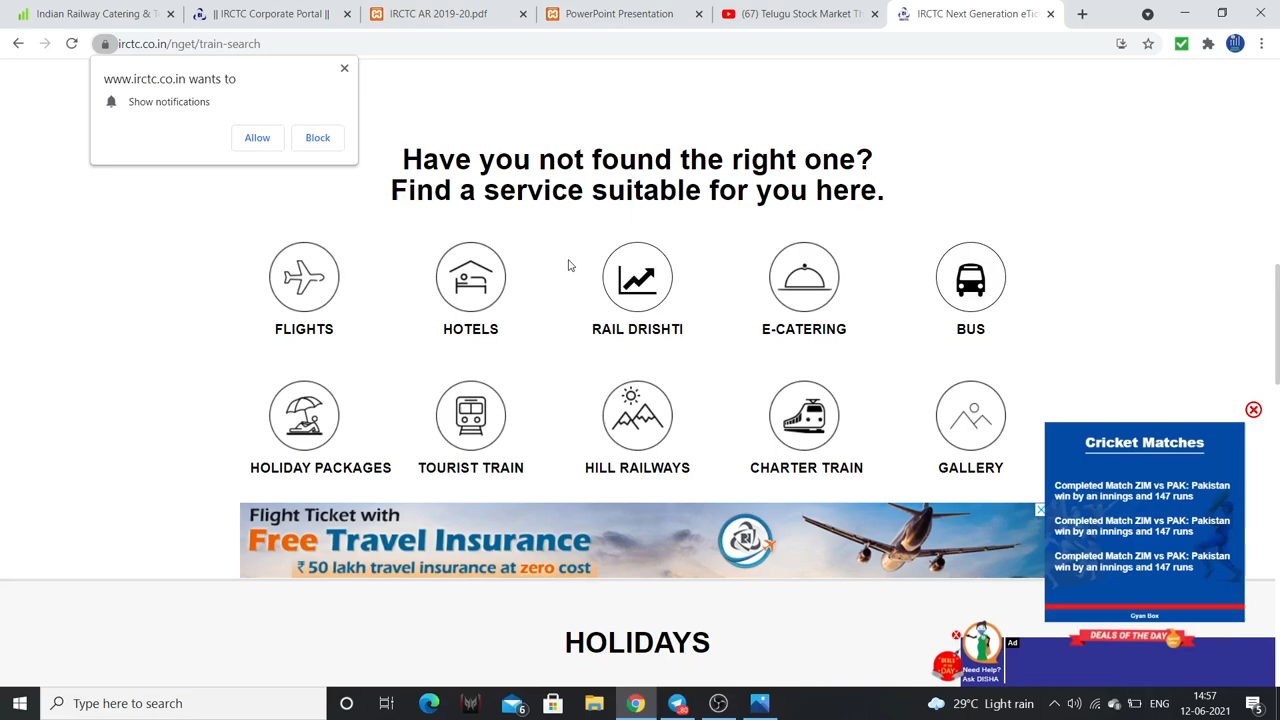 Indian Railway Catering & T
|| IRCTC Corporate Portal ||
IRCTC AR 2019-20.pdf
PowerPoint Presentation
(67) Telugu Stock Market Th
IRCTC Next Generation eTic
irctc.co.in/nget/train-search
www.irctc.co.in wants to
Show notifications
Allow
Block
Have you not found the right one?
Find a service suitable for you here.
FLIGHTS
HOTELS
RAIL DRISHTI
E-CATERING
BUS
HOLIDAY PACKAGES
TOURIST TRAIN
HILL RAILWAYS
CHARTER TRAIN
GALLERY
Flight Ticket with
Free Travel Insurance
₹ 50 lakh travel insurance at zero cost
Cricket Matches
Completed Match ZIM vs PAK: Pakistan
win by an innings and 147 runs
Completed Match ZIM vs PAK: Pakistan
win by an innings and 147 runs
Completed Match ZIM vs PAK: Pakistan
win by an innings and 147 runs
Gyan Box
DEALS OF THE DAY
HOLIDAYS
Ad
Need Help?
Ask DISHA
Type here to search
6
80
29°C Light rain
ENG
14:57
12-06-2021
5